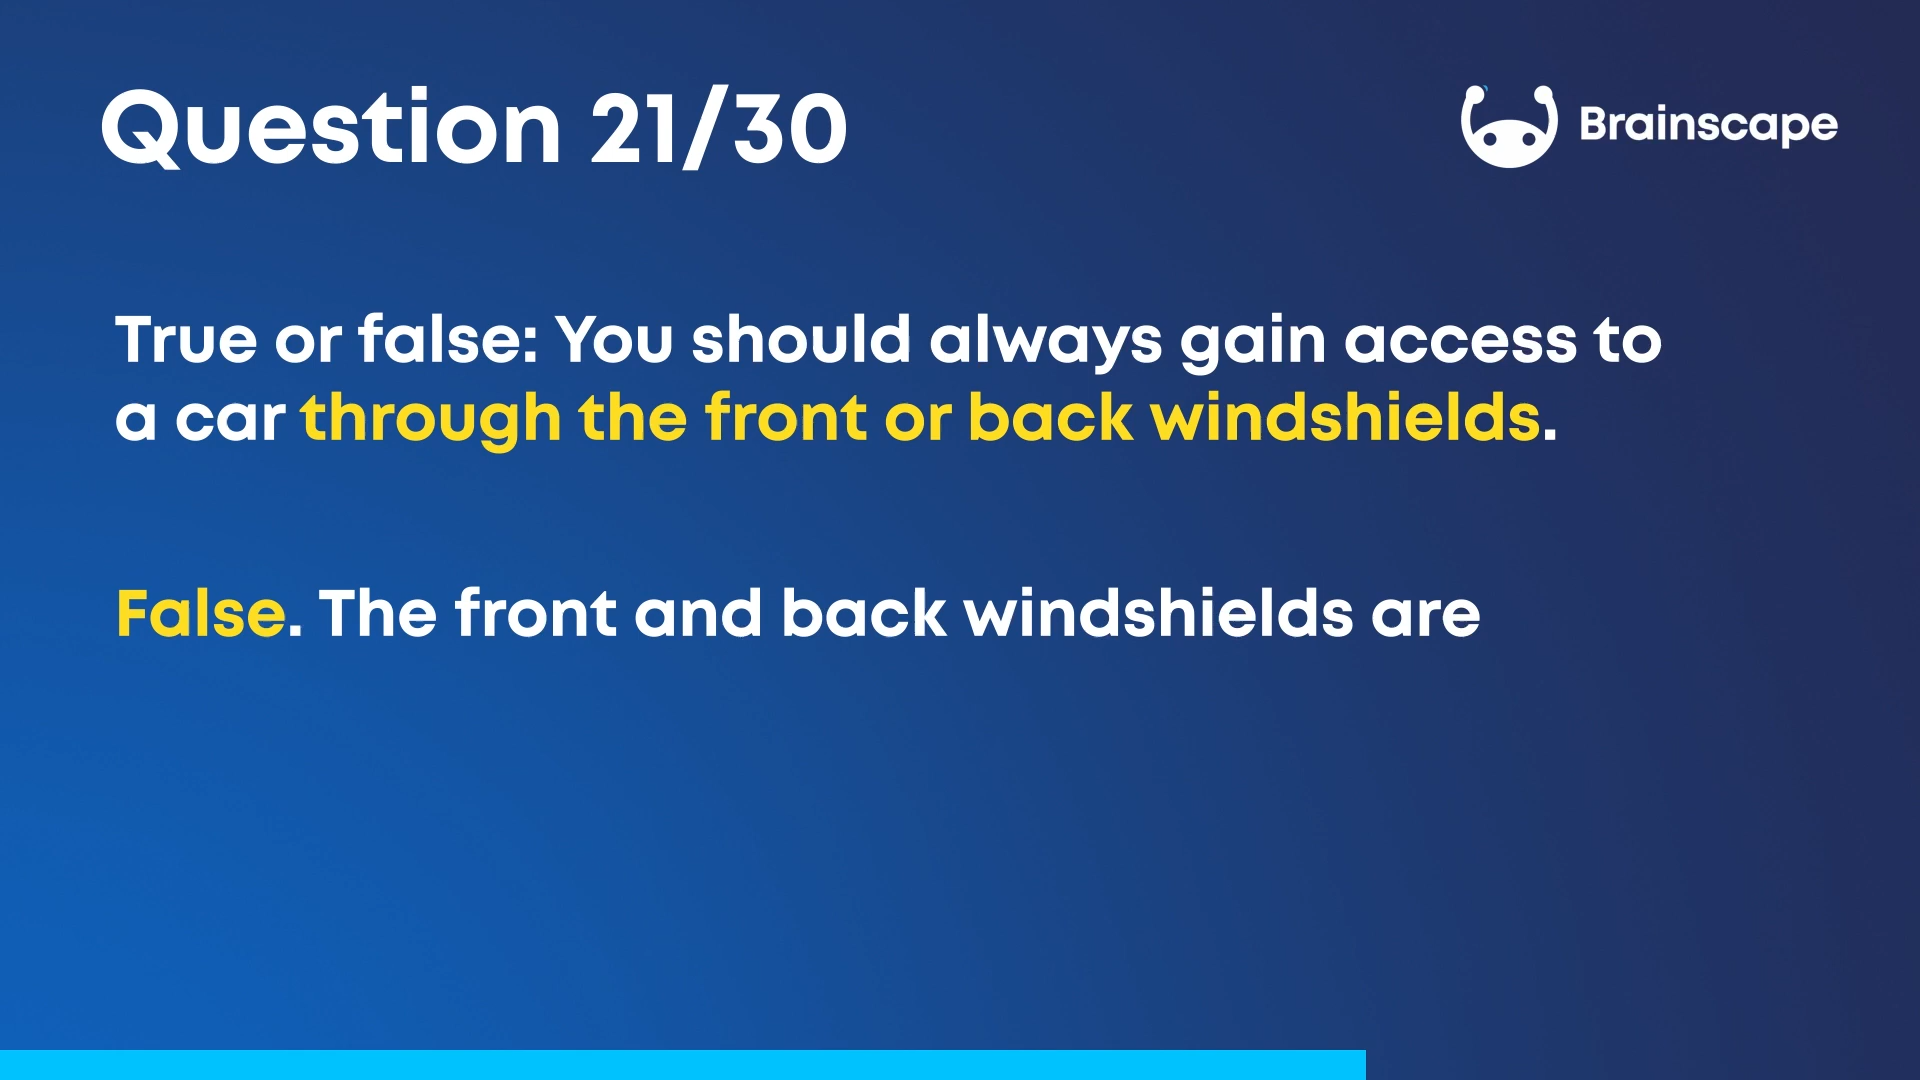 Question 21/30
Brainscape
True or false: You should always gain access to
a car through the front or back windshields.
False. The front and back windshields are